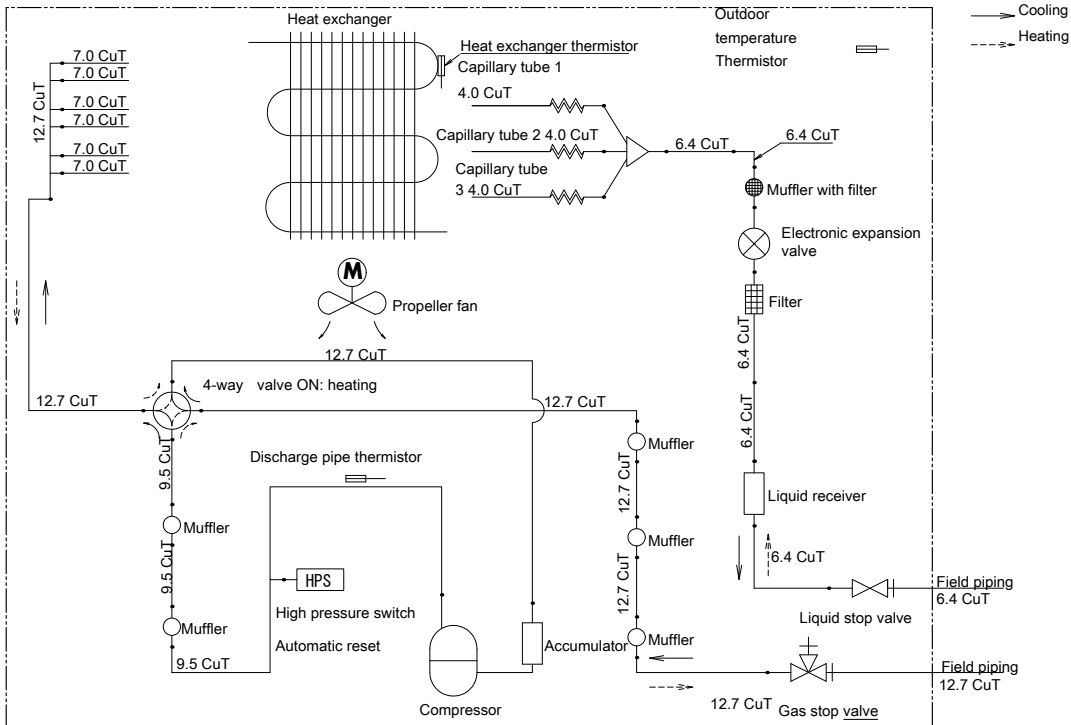 Heat exchanger
Outdoor
temperature
Thermistor
Cooling
Heating
Heat exchanger thermistor
Capillary tube 1
4.0 CuT
Capillary tube 2 4.0 CuT
Capillary tube
3 4.0 CuT
6.4 CuT
6.4 CuT
7.0 CuT
7.0 CuT
7.0 CuT
7.0 CuT
7.0 CuT
7.0 CuT
12.7 CuT
Muffler with filter
Electronic expansion
valve
Filter
6.4 CuT
6.4 CuT
M
Propeller fan
12.7 CuT
4-way valve ON: heating
12.7 CuT
12.7 CuT
9.5 CuT
Discharge pipe thermistor
Muffler
12.7 CuT
Liquid receiver
Muffler
Muffler
9.5 CuT
HPS
High pressure switch
Automatic reset
12.7 CuT
6.4 CuT
Field piping
6.4 CuT
Liquid stop valve
Muffler
9.5 CuT
Accumulator
Muffler
Compressor
12.7 CuT
Gas stop valve
Field piping
12.7 CuT